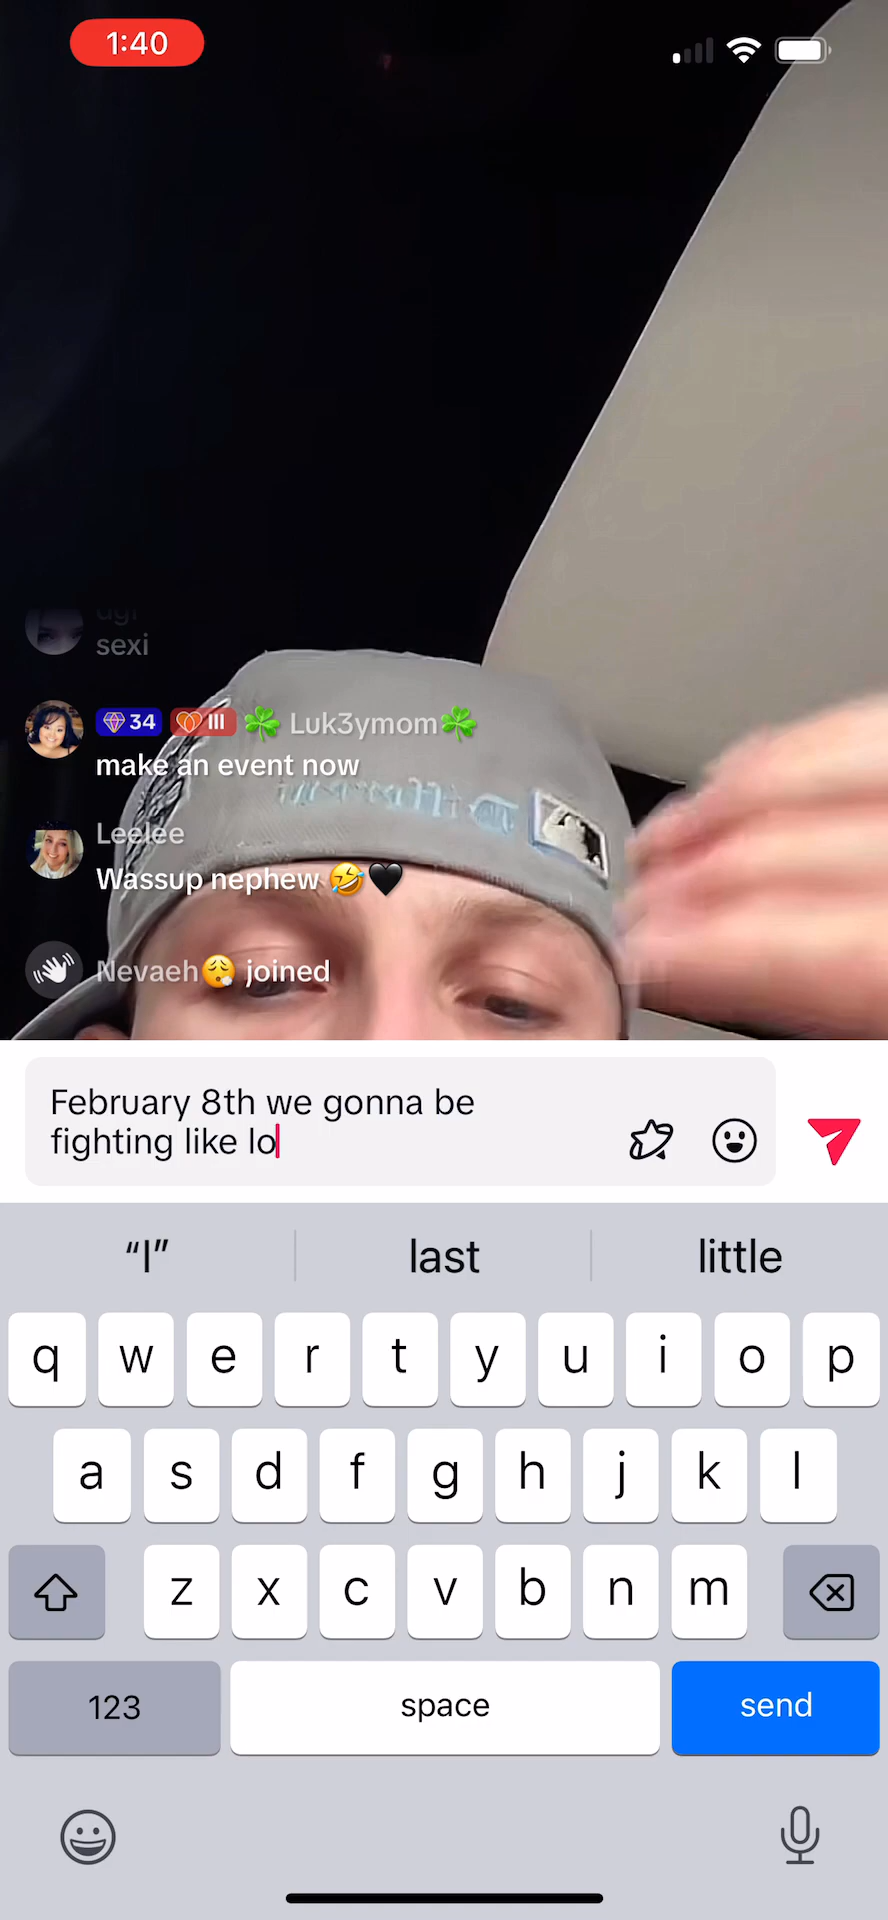 1:40
sexi
34 III ☘️ Luk3ymom☘️
make an event now
Leelee
Wassup nephew 🤣🖤
Nevaeh😮‍💨 joined
February 8th we gonna be
fighting like lo
“l” last little
q w e r t y u i o p
a s d f g h j k l
z x c v b n m
123 space send